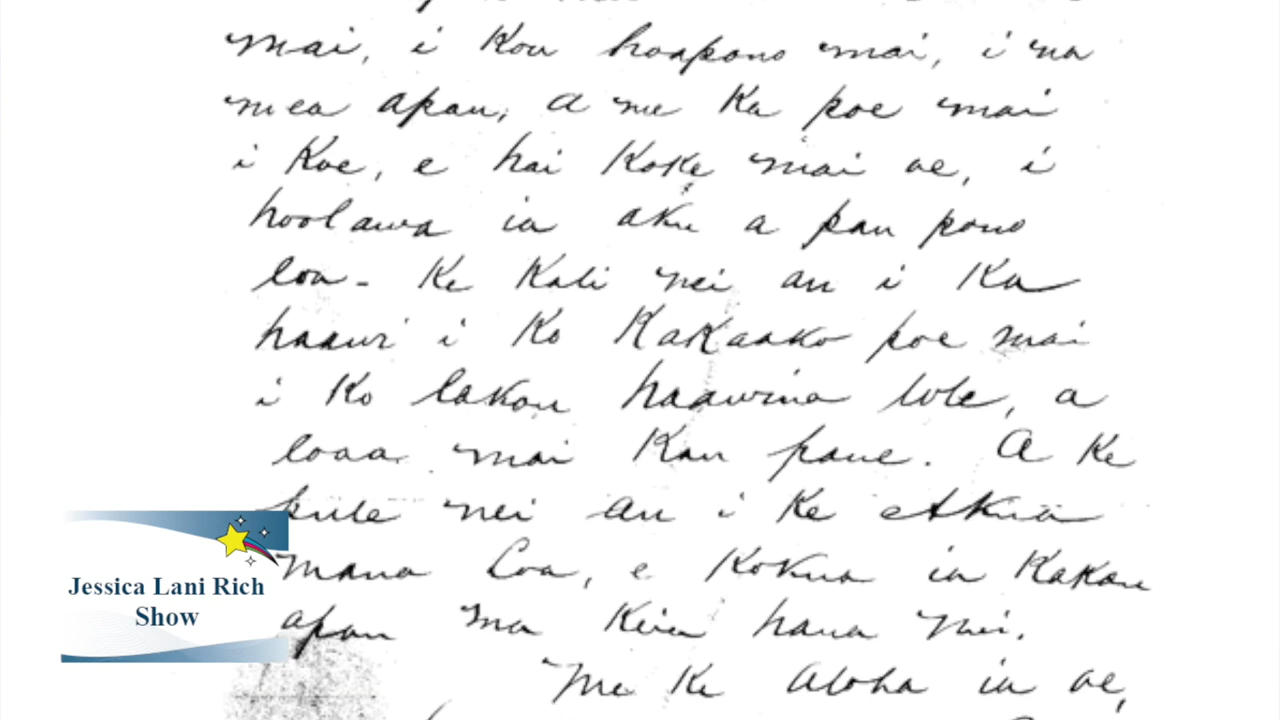 mai, i Kou hoapono mai, i na
mea apau, a me Ka poe mai
i Koe, e hai Koke mai oe, i
hoolawa ia aku a pau pono
loa - Ke Kali nei au i Ka
haawi i Ko Kakaako poe mai
i Ko lakou haawina lole, a
loaa mai Kau pane. A Ke
pule nei au i Ke Akua
Mana Loa, e Kokua ia Kakou
apau ma Keia hana nui.
Me Ke Aloha ia oe,
Jessica Lani Rich
Show